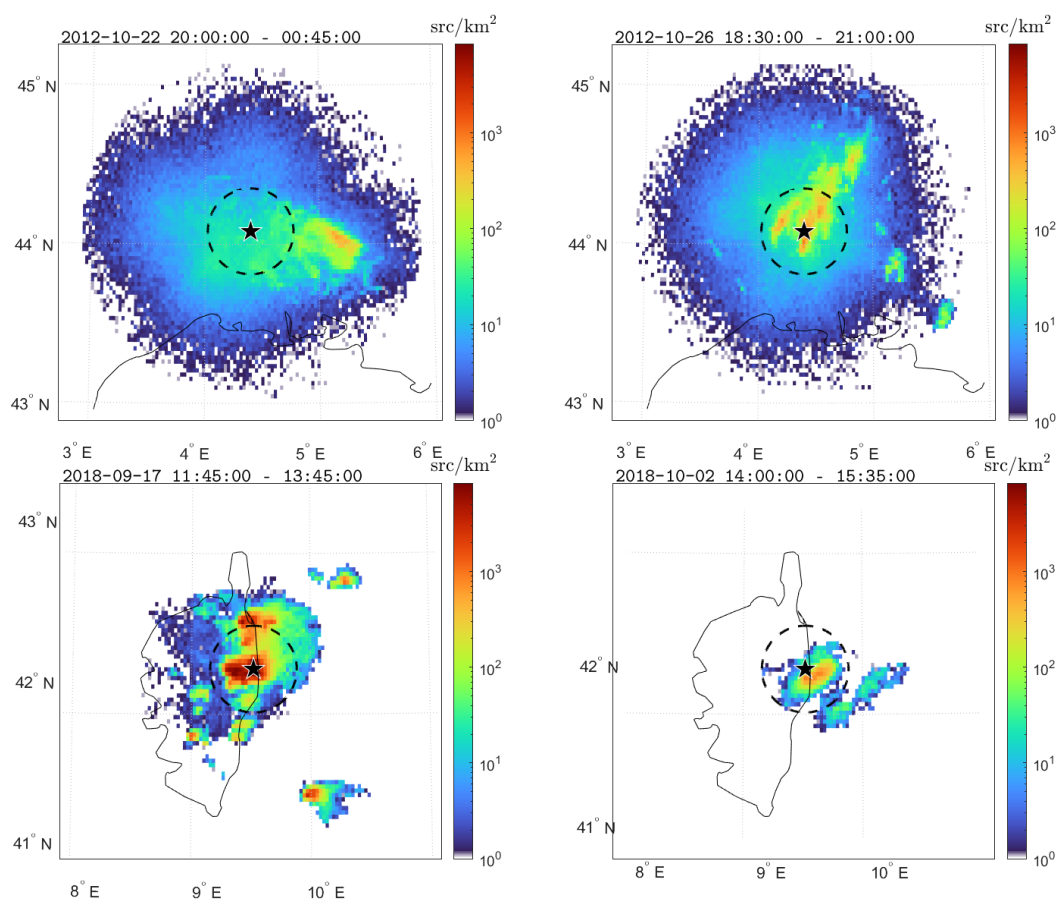 src/km²
2012-10-22 20:00:00 - 00:45:00
45° N
44° N
43° N
3° E
4° E
5° E
6° E
10³
10²
10¹
10⁰
src/km²
2012-10-26 18:30:00 - 21:00:00
45° N
44° N
43° N
3° E
4° E
5° E
6° E
10³
10²
10¹
10⁰
src/km²
2018-09-17 11:45:00 - 13:45:00
43° N
42° N
41° N
8° E
9° E
10° E
10³
10²
10¹
10⁰
src/km²
2018-10-02 14:00:00 - 15:35:00
42° N
41° N
8° E
9° E
10° E
10³
10²
10¹
10⁰